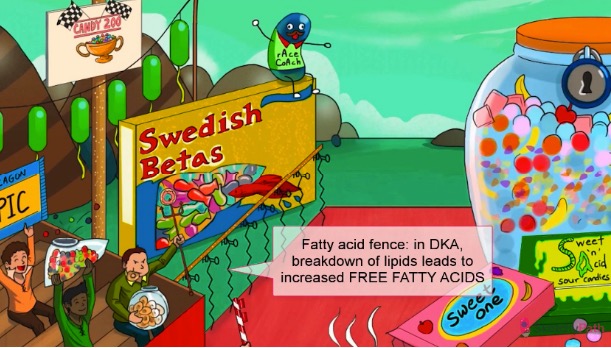 CANDY 200
rAce
CoAch
Swedish
Betas
AGON
PIC
Fatty acid fence: in DKA,
breakdown of lipids leads to
increased FREE FATTY ACIDS
Sweet
'n'
Acid
sour candies
Sweet
one